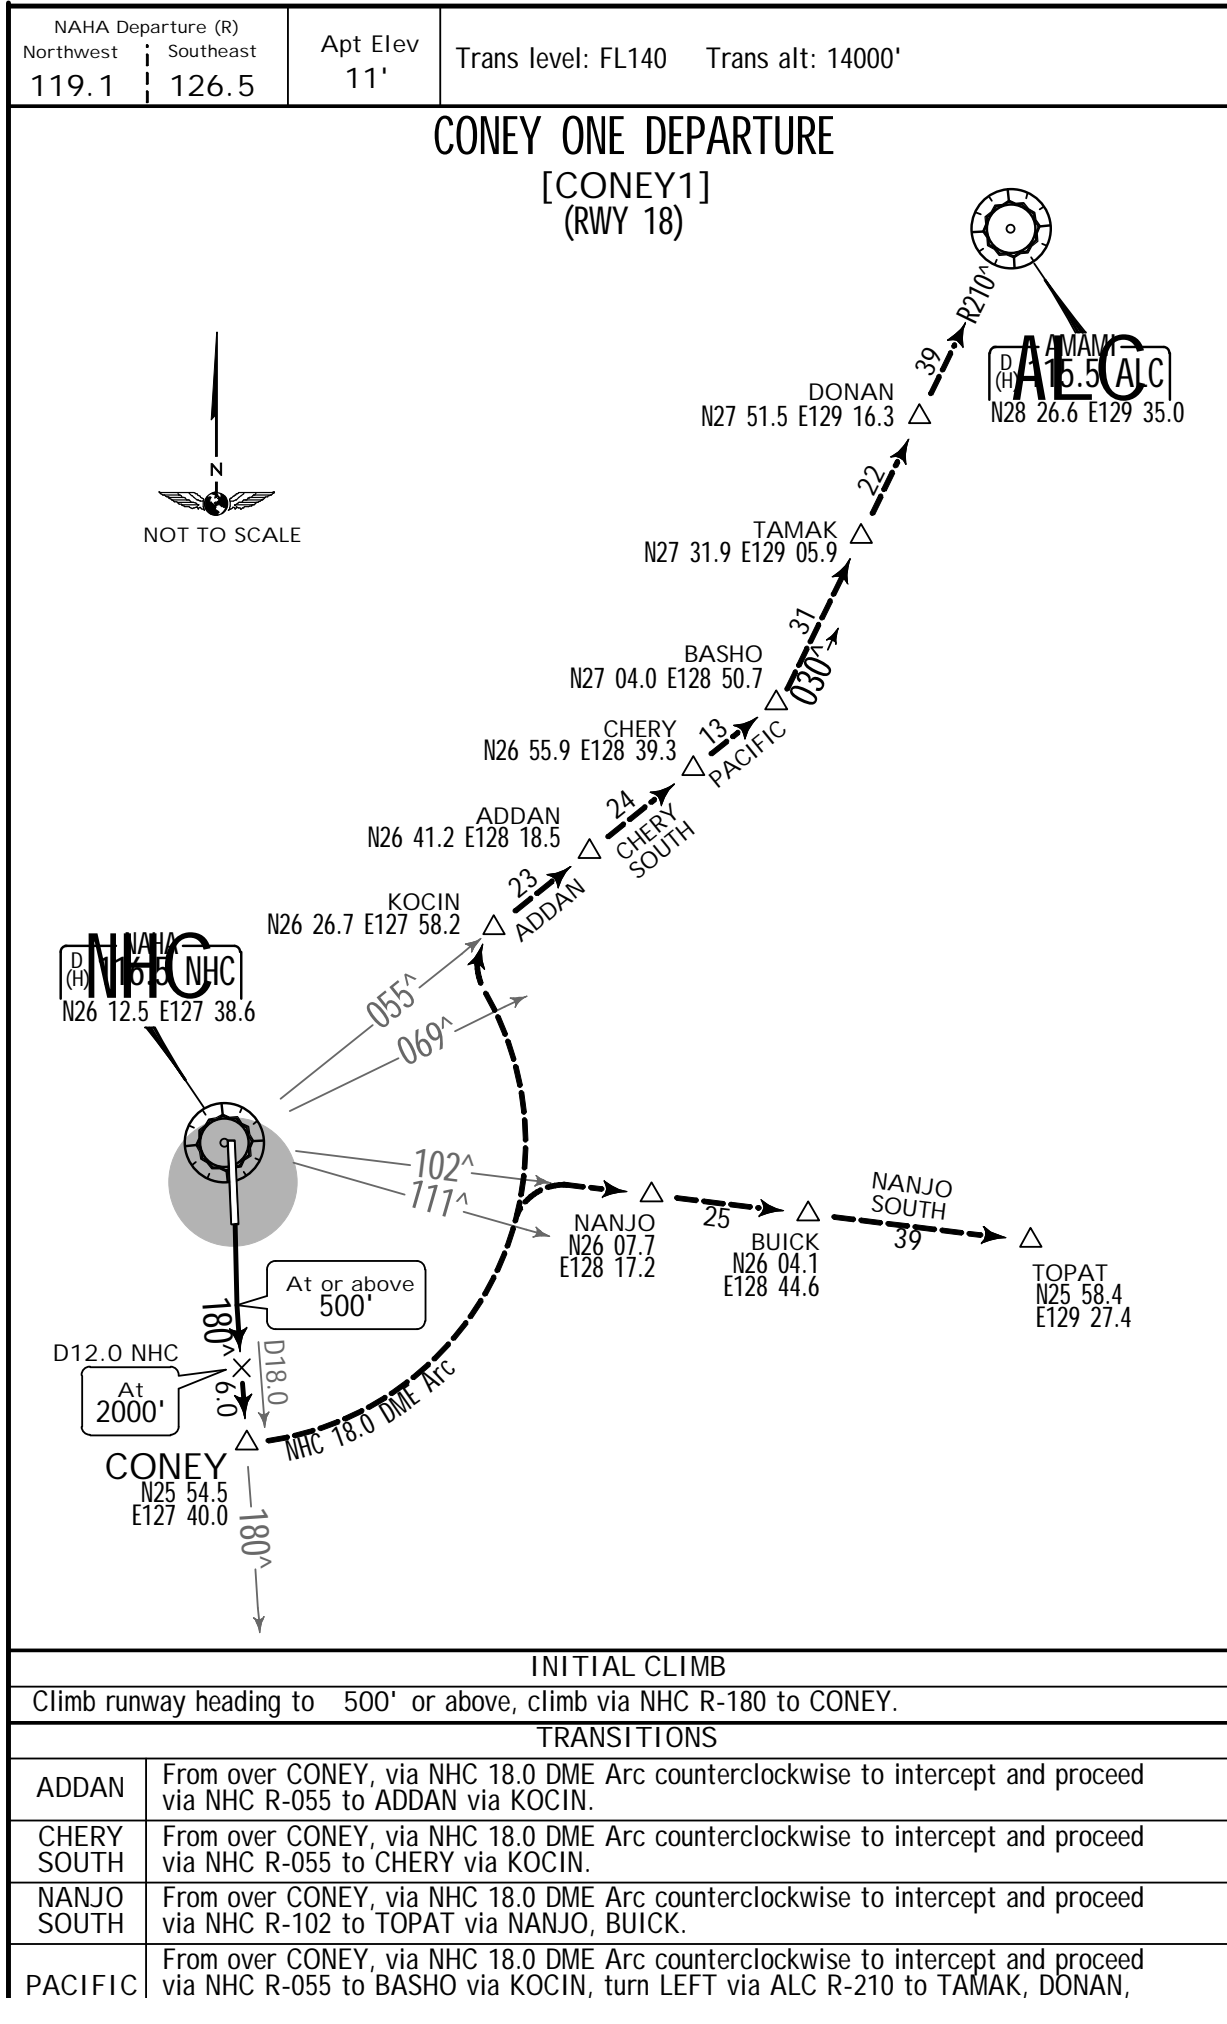 NAHA Departure (R)
Northwest
Southeast
119.1
126.5
Apt Elev
11'
Trans level: FL140 Trans alt: 14000'
CONEY ONE DEPARTURE
[CONEY1]
(RWY 18)
R210^
AMAMI
D
(H)
115.5 ALC
ALC
N28 26.6 E129 35.0
39
DONAN
N27 51.5 E129 16.3
22
N
NOT TO SCALE
TAMAK
N27 31.9 E129 05.9
31
030^
BASHO
N27 04.0 E128 50.7
13
PACIFIC
CHERY
N26 55.9 E128 39.3
24
CHERY
SOUTH
ADDAN
N26 41.2 E128 18.5
23
ADDAN
KOCIN
N26 26.7 E127 58.2
NAHA
D
(H)
116.5 NHC
NHC
N26 12.5 E127 38.6
055^
069^
102^
111^
NANJO
N26 07.7
E128 17.2
25
BUICK
N26 04.1
E128 44.6
NANJO
SOUTH
39
TOPAT
N25 58.4
E129 27.4
At or above
500'
180^
D12.0 NHC
At
2000'
6.0
D18.0
NHC 18.0 DME Arc
CONEY
N25 54.5
E127 40.0
180^
INITIAL CLIMB
Climb runway heading to 500' or above, climb via NHC R-180 to CONEY.
TRANSITIONS
ADDAN
From over CONEY, via NHC 18.0 DME Arc counterclockwise to intercept and proceed
via NHC R-055 to ADDAN via KOCIN.
CHERY
SOUTH
From over CONEY, via NHC 18.0 DME Arc counterclockwise to intercept and proceed
via NHC R-055 to CHERY via KOCIN.
NANJO
SOUTH
From over CONEY, via NHC 18.0 DME Arc counterclockwise to intercept and proceed
via NHC R-102 to TOPAT via NANJO, BUICK.
PACIFIC
From over CONEY, via NHC 18.0 DME Arc counterclockwise to intercept and proceed
via NHC R-055 to BASHO via KOCIN, turn LEFT via ALC R-210 to TAMAK, DONAN,